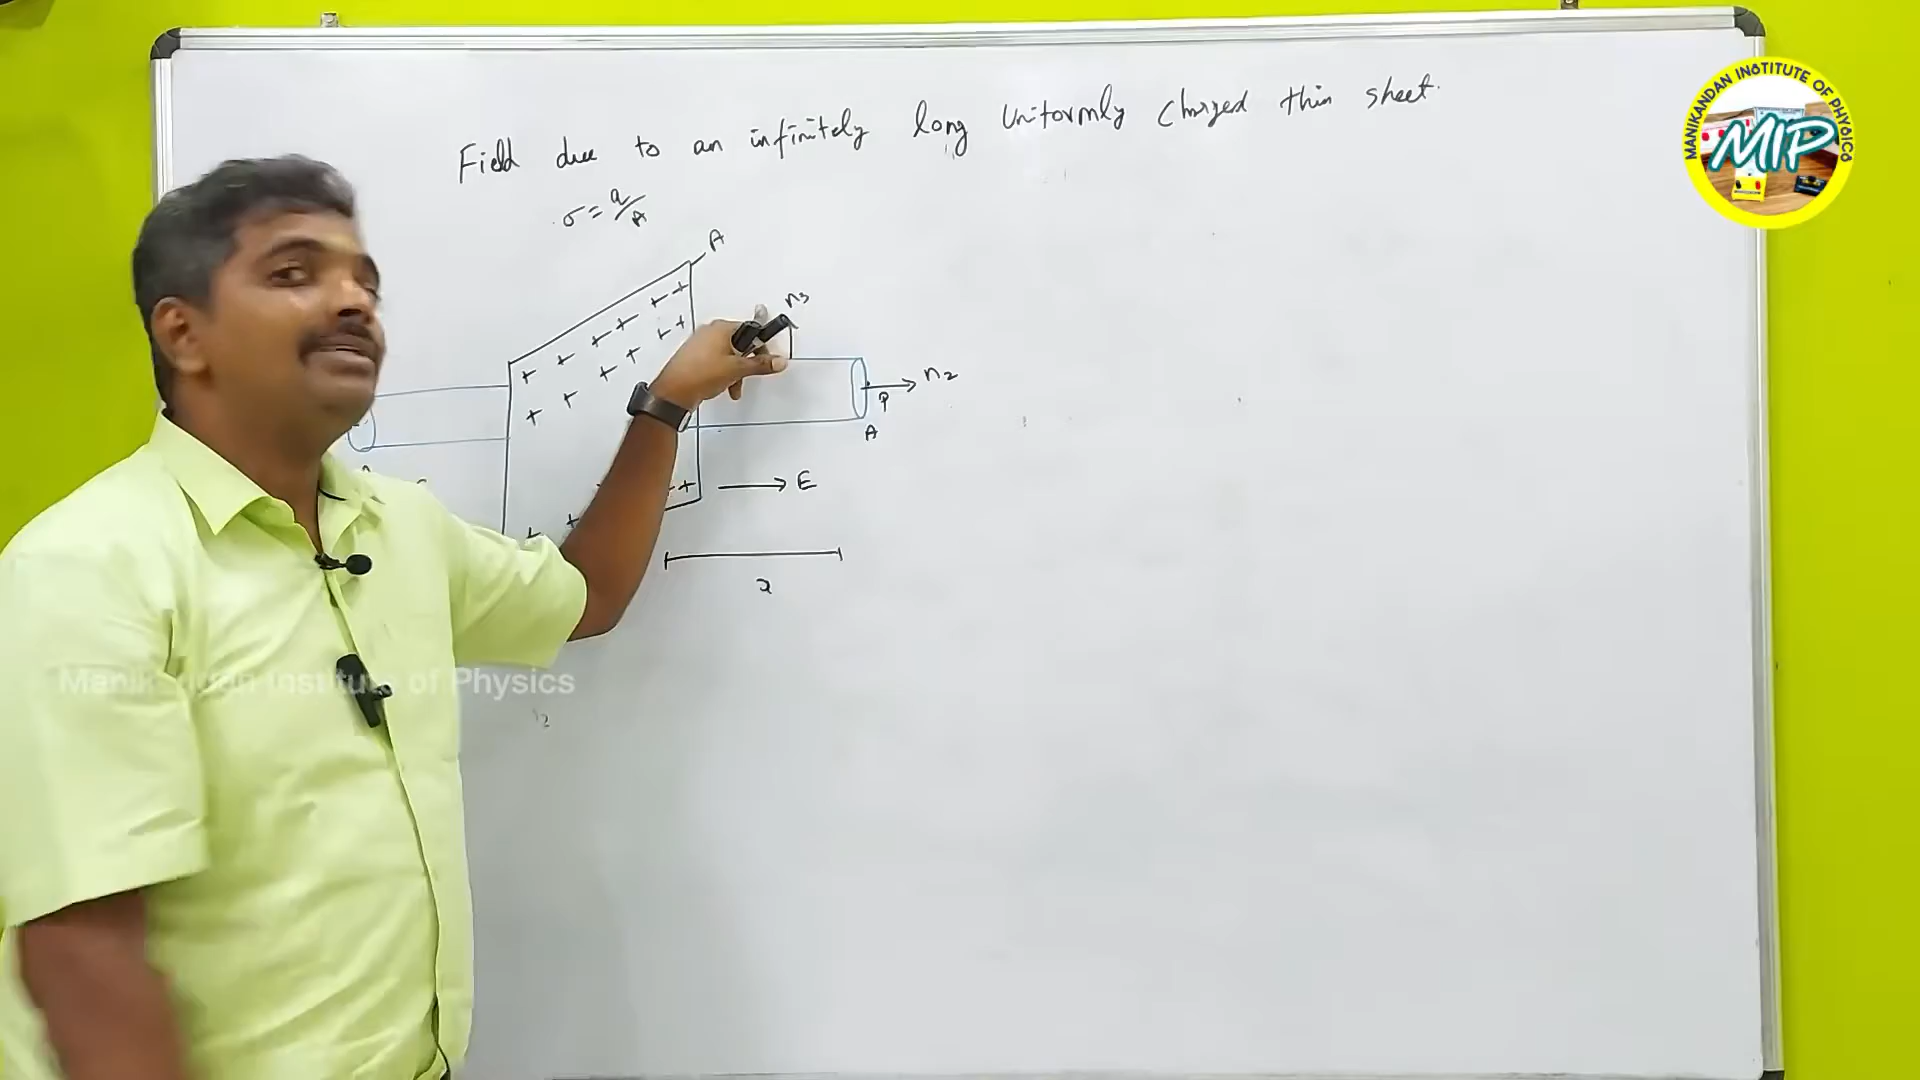 MANIKANDAN INSTITUTE OF PHYSICS
MIP
Field due to an infinitely long Uniformly charged thin sheet.
σ = q/A
A
n3
n2
P
A
E
Institute of Physics